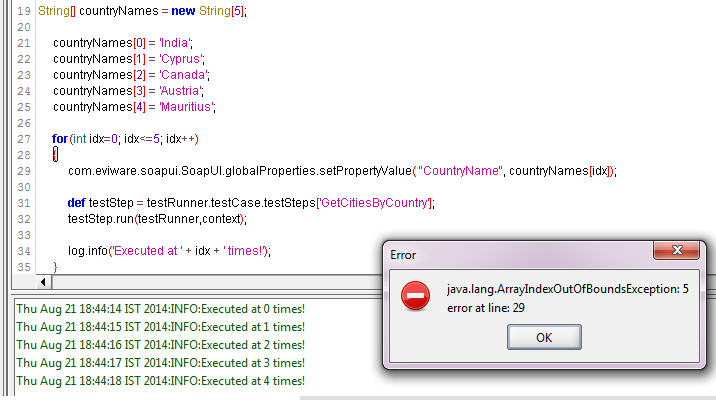 19 String[] countryNames = new String[5];
20
21 countryNames[0] = 'India';
22 countryNames[1] = 'Cyprus';
23 countryNames[2] = 'Canada';
24 countryNames[3] = 'Austria';
25 countryNames[4] = 'Mauritius';
26
27 for(int idx=0; idx<=5; idx++)
28 {
29 com.eviware.soapui.SoapUI.globalProperties.setPropertyValue( "CountryName", countryNames[idx]);
30
31 def testStep = testRunner.testCase.testSteps['GetCitiesByCountry'];
32 testStep.run(testRunner,context);
33
34 log.info('Executed at ' + idx + ' times!');
35 }
Error
java.lang.ArrayIndexOutOfBoundsException: 5
error at line: 29
OK
Thu Aug 21 18:44:14 IST 2014:INFO:Executed at 0 times!
Thu Aug 21 18:44:15 IST 2014:INFO:Executed at 1 times!
Thu Aug 21 18:44:16 IST 2014:INFO:Executed at 2 times!
Thu Aug 21 18:44:17 IST 2014:INFO:Executed at 3 times!
Thu Aug 21 18:44:18 IST 2014:INFO:Executed at 4 times!